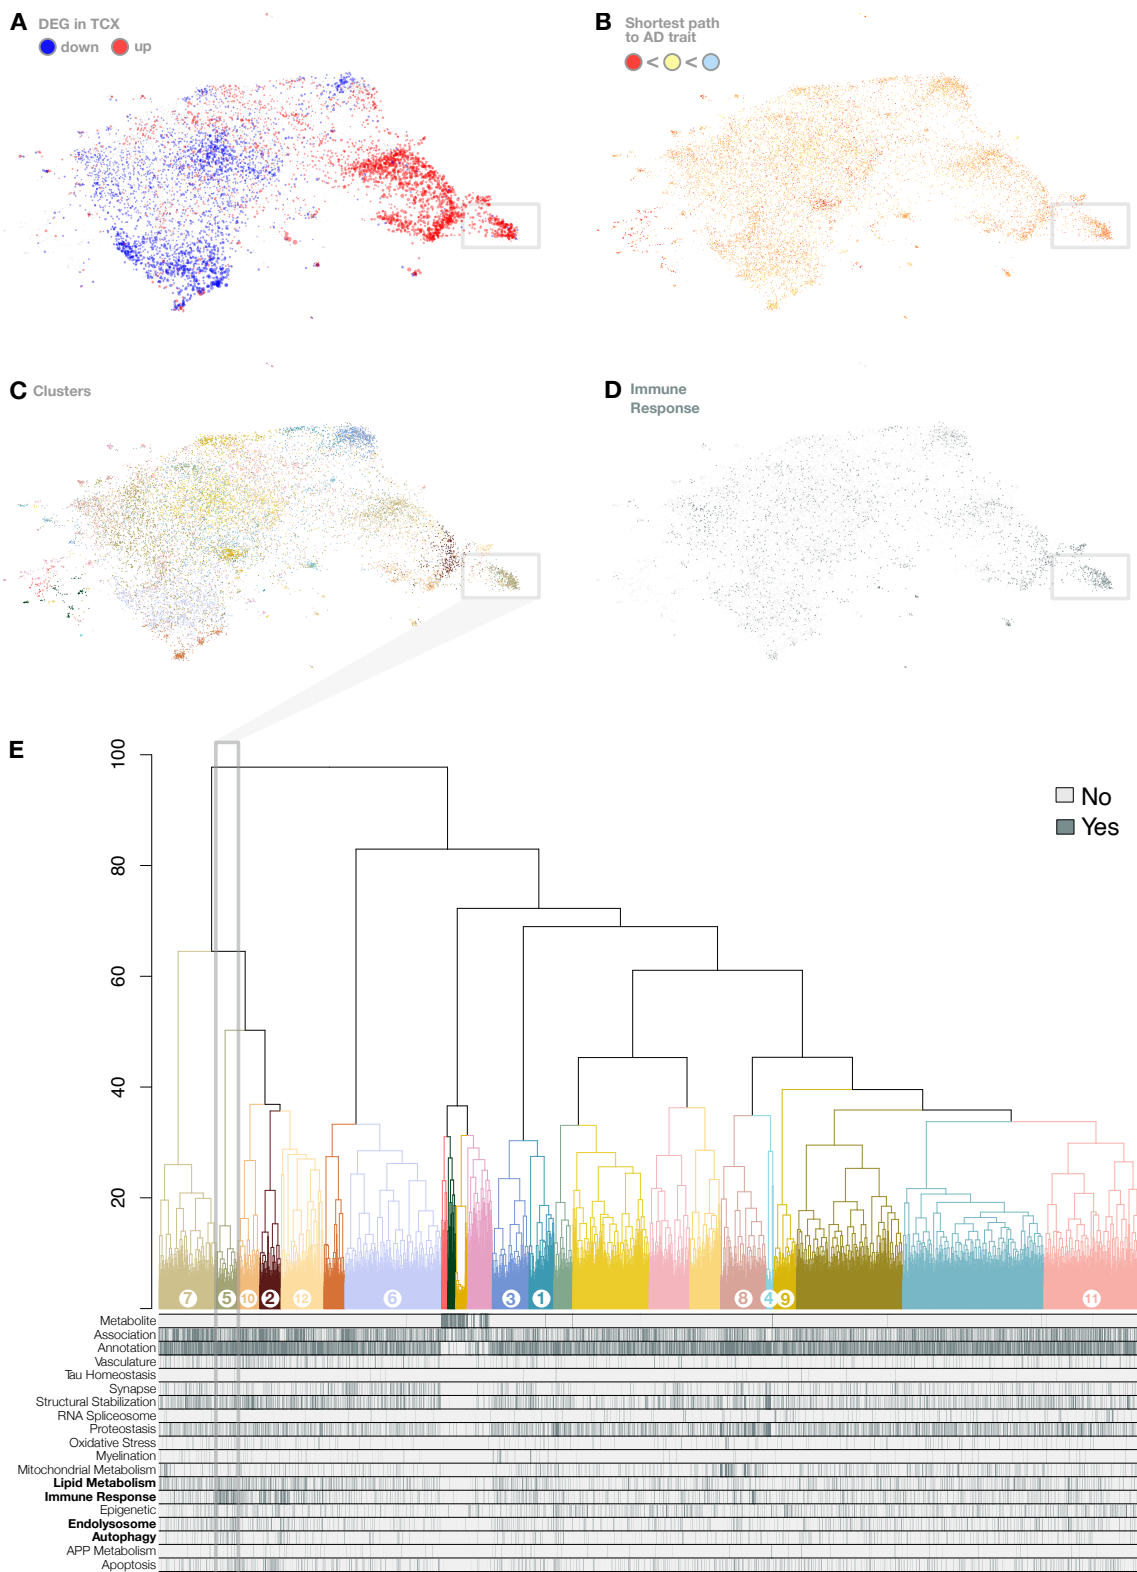 A DEG in TCX
down up
B Shortest path
to AD trait
< <
C Clusters
D Immune
Response
E
100
80
60
40
20
No
Yes
7 5 10 2 12 6 3 1 8 4 9 11
Metabolite
Association
Annotation
Vasculature
Tau Homeostasis
Synapse
Structural Stabilization
RNA Spliceosome
Proteostasis
Oxidative Stress
Myelination
Mitochondrial Metabolism
Lipid Metabolism
Immune Response
Epigenetic
Endolysosome
Autophagy
APP Metabolism
Apoptosis